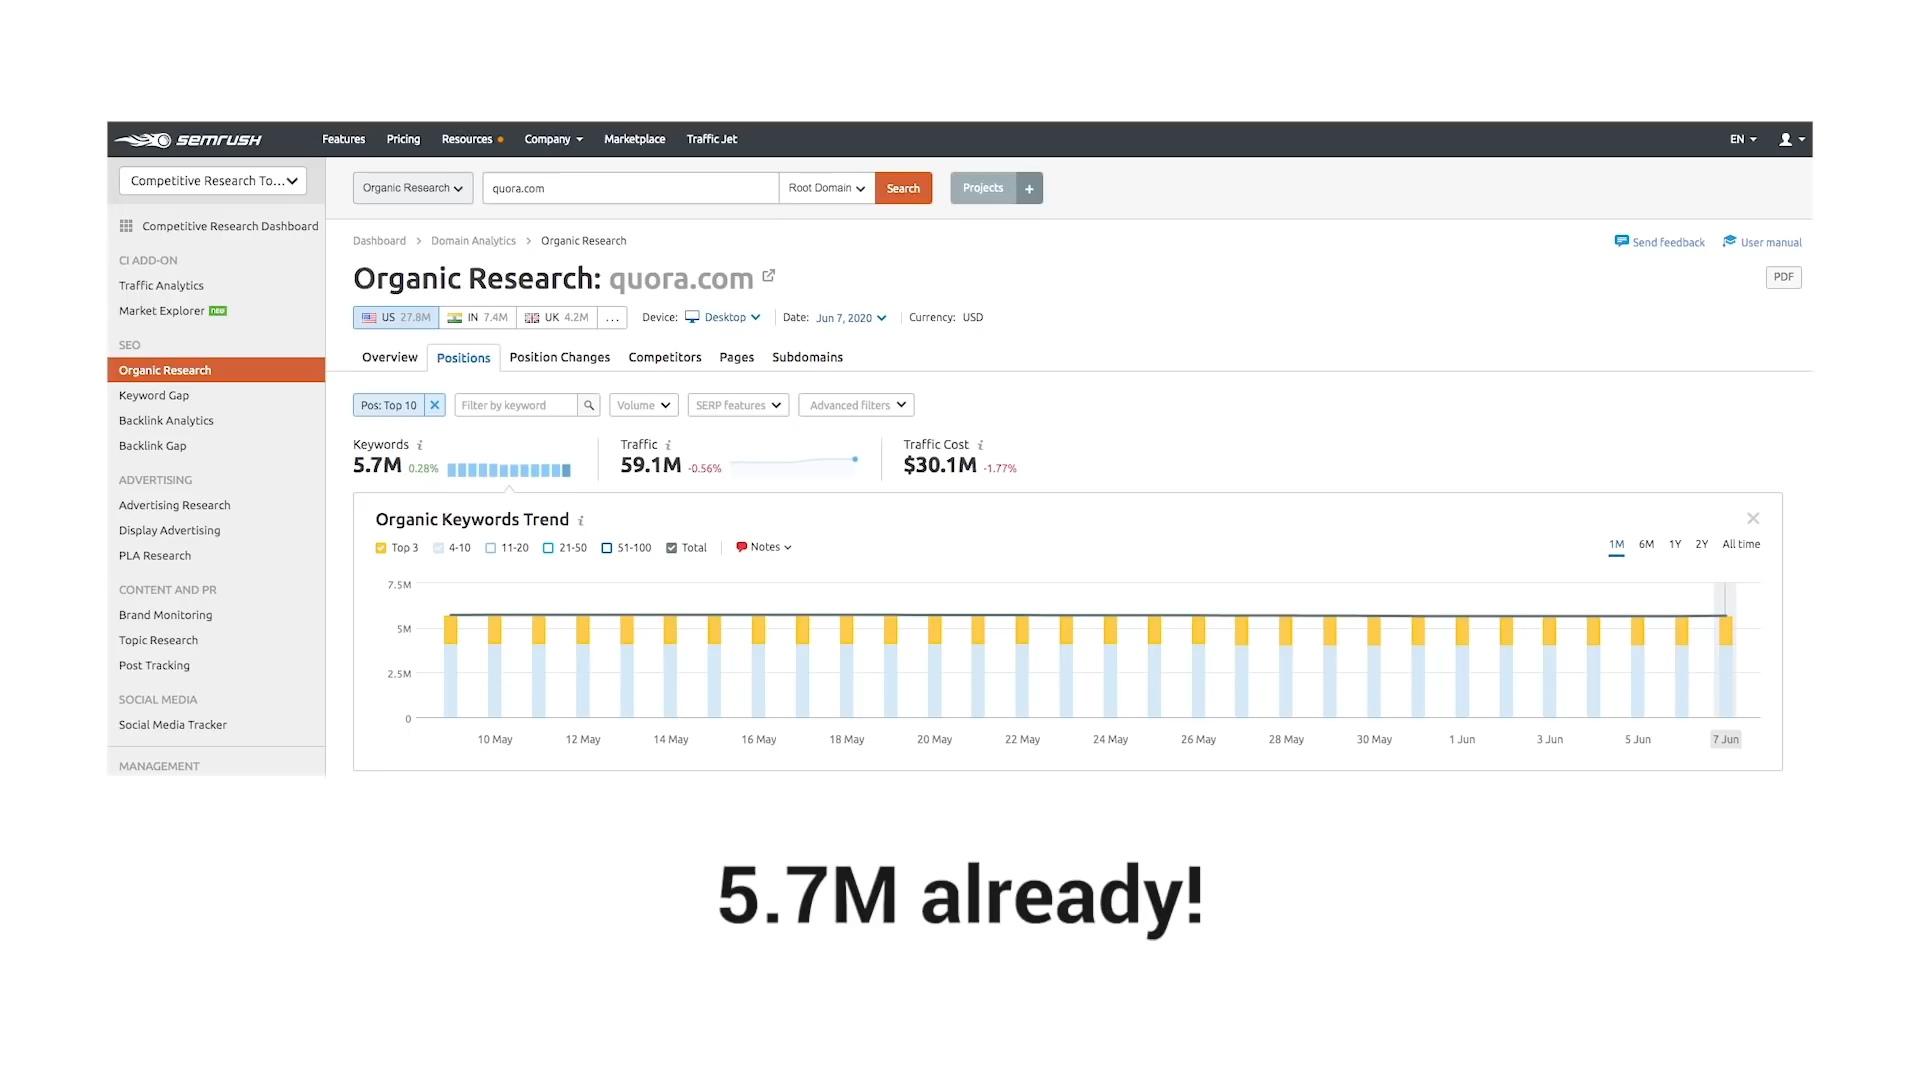 semrush Features Pricing Resources Company Marketplace Traffic Jet EN
Competitive Research To...
Organic Research quora.com Root Domain Search Projects +
Competitive Research Dashboard
CI ADD-ON
Traffic Analytics
Market Explorer new
SEO
Organic Research
Keyword Gap
Backlink Analytics
Backlink Gap
ADVERTISING
Advertising Research
Display Advertising
PLA Research
CONTENT AND PR
Brand Monitoring
Topic Research
Post Tracking
SOCIAL MEDIA
Social Media Tracker
MANAGEMENT
Dashboard > Domain Analytics > Organic Research
Send feedback User manual
Organic Research: quora.com
PDF
US 27.8M IN 7.4M UK 4.2M ... Device: Desktop Date: Jun 7, 2020 Currency: USD
Overview Positions Position Changes Competitors Pages Subdomains
Pos: Top 10 Filter by keyword Volume SERP features Advanced filters
Keywords i Traffic i Traffic Cost i
5.7M 0.28% 59.1M -0.56% $30.1M -1.77%
Organic Keywords Trend i
Top 3 4-10 11-20 21-50 51-100 Total Notes
1M 6M 1Y 2Y All time
7.5M
5M
2.5M
0
10 May 12 May 14 May 16 May 18 May 20 May 22 May 24 May 26 May 28 May 30 May 1 Jun 3 Jun 5 Jun 7 Jun
5.7M already!